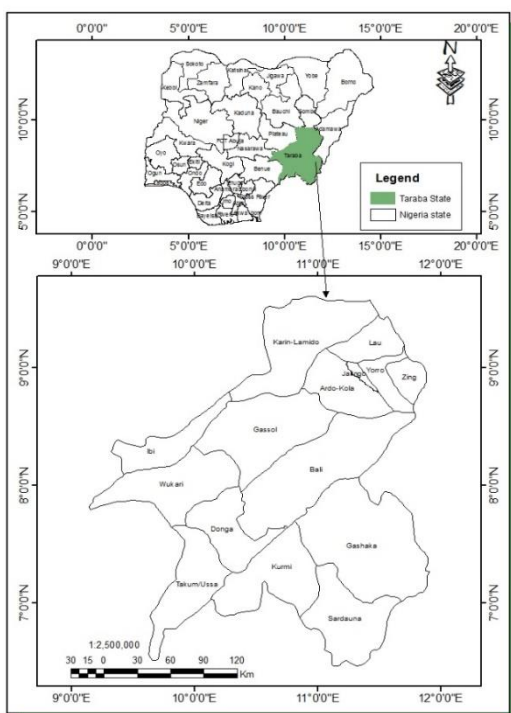 0°0'0" 5°0'0"E 10°0'0"E 15°0'0"E 20°0'0"E
N
10°0'0"N 10°0'0"N
5°0'0"N 5°0'0"N
Sokoto
Katsina
Jigawa
Yobe
Borno
Kebbi
Zamfara
Kano
Kaduna
Bauchi
Niger
Plateau
Kwara
FCT Abuja
Nasarawa
Taraba
Oyo
Kogi
Benue
Osun
Ekiti
Ogun
Ondo
Edo
Delta
Legend
Taraba State
Nigeria state
0°0'0" 5°0'0"E 10°0'0"E 15°0'0"E 20°0'0"E
9°0'0"E 10°0'0"E 11°0'0"E 12°0'0"E
Karin-Lamido
Lau
9°0'0"N 9°0'0"N
Yorro
Zing
Ardo-Kola
Gassol
Ibi
Bali
8°0'0"N 8°0'0"N
Wukari
Donga
Gashaka
Kurmi
Takum/Ussa
7°0'0"N 7°0'0"N
Sardauna
1:2,500,000
30 15 0 30 60 90 120
Km
9°0'0"E 10°0'0"E 11°0'0"E 12°0'0"E